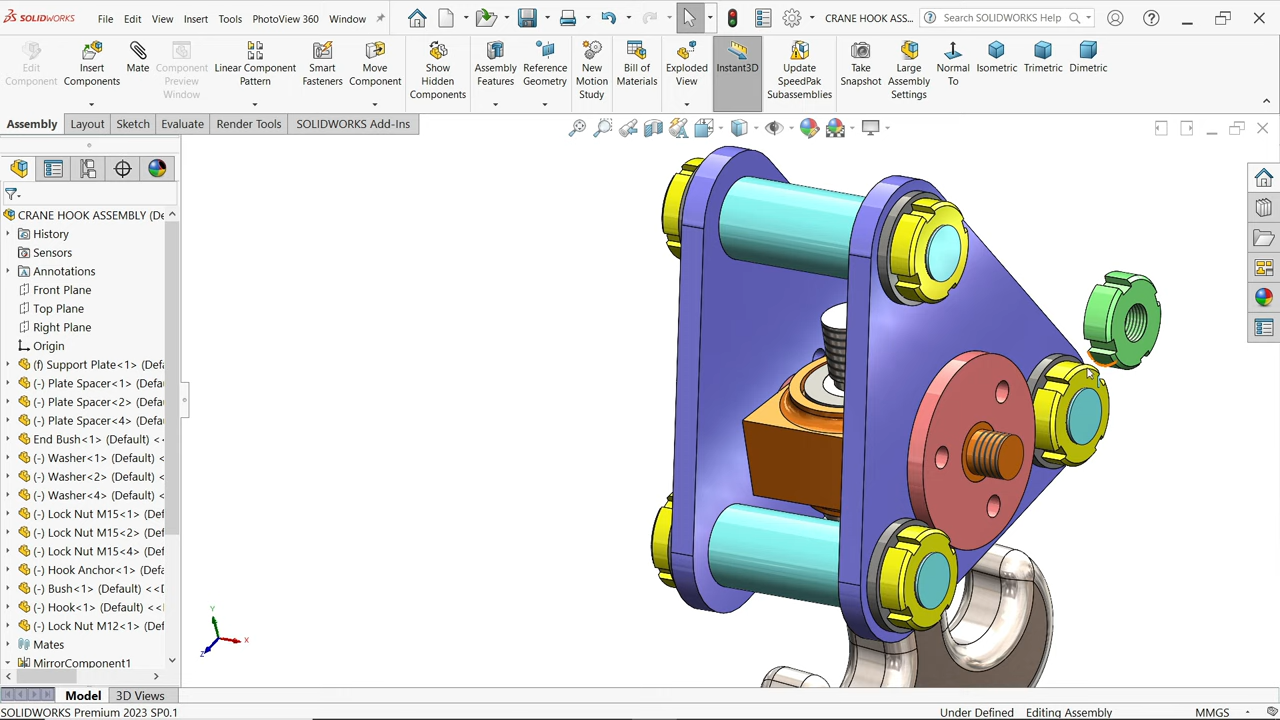 SOLIDWORKS
File
Edit
View
Insert
Tools
PhotoView 360
Window
CRANE HOOK ASS...
Search SOLIDWORKS Help
Edit Component
Insert Components
Mate
Component Preview Window
Linear Component Pattern
Smart Fasteners
Move Component
Show Hidden Components
Assembly Features
Reference Geometry
New Motion Study
Bill of Materials
Exploded View
Instant3D
Update SpeedPak Subassemblies
Take Snapshot
Large Assembly Settings
Normal To
Isometric
Trimetric
Dimetric
Assembly
Layout
Sketch
Evaluate
Render Tools
SOLIDWORKS Add-Ins
CRANE HOOK ASSEMBLY (De
History
Sensors
Annotations
Front Plane
Top Plane
Right Plane
Origin
(f) Support Plate<1> (Defa
(-) Plate Spacer<1> (Defau
(-) Plate Spacer<2> (Defau
(-) Plate Spacer<4> (Defau
End Bush<1> (Default) <<
(-) Washer<1> (Default) <
(-) Washer<2> (Default) <
(-) Washer<4> (Default) <
(-) Lock Nut M15<1> (Def
(-) Lock Nut M15<2> (Def
(-) Lock Nut M15<4> (Def
(-) Hook Anchor<1> (Defa
(-) Bush<1> (Default) <<D
(-) Hook<1> (Default) <<D
(-) Lock Nut M12<1> (Def
Mates
MirrorComponent1
Y
X
Z
Model
3D Views
SOLIDWORKS Premium 2023 SP0.1
Under Defined
Editing Assembly
MMGS